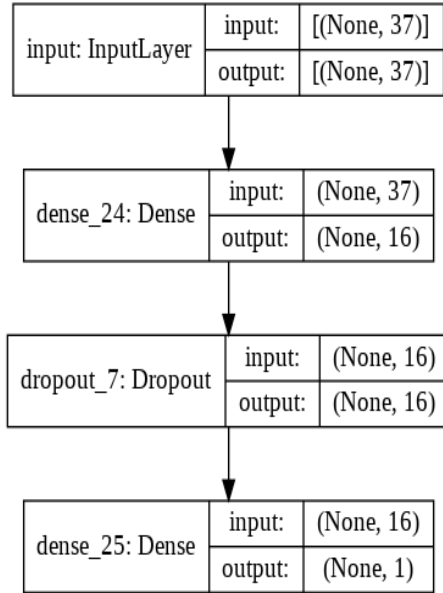 input: InputLayer
input:
[(None, 37)]
output:
[(None, 37)]
dense_24: Dense
input:
(None, 37)
output:
(None, 16)
dropout_7: Dropout
input:
(None, 16)
output:
(None, 16)
dense_25: Dense
input:
(None, 16)
output:
(None, 1)